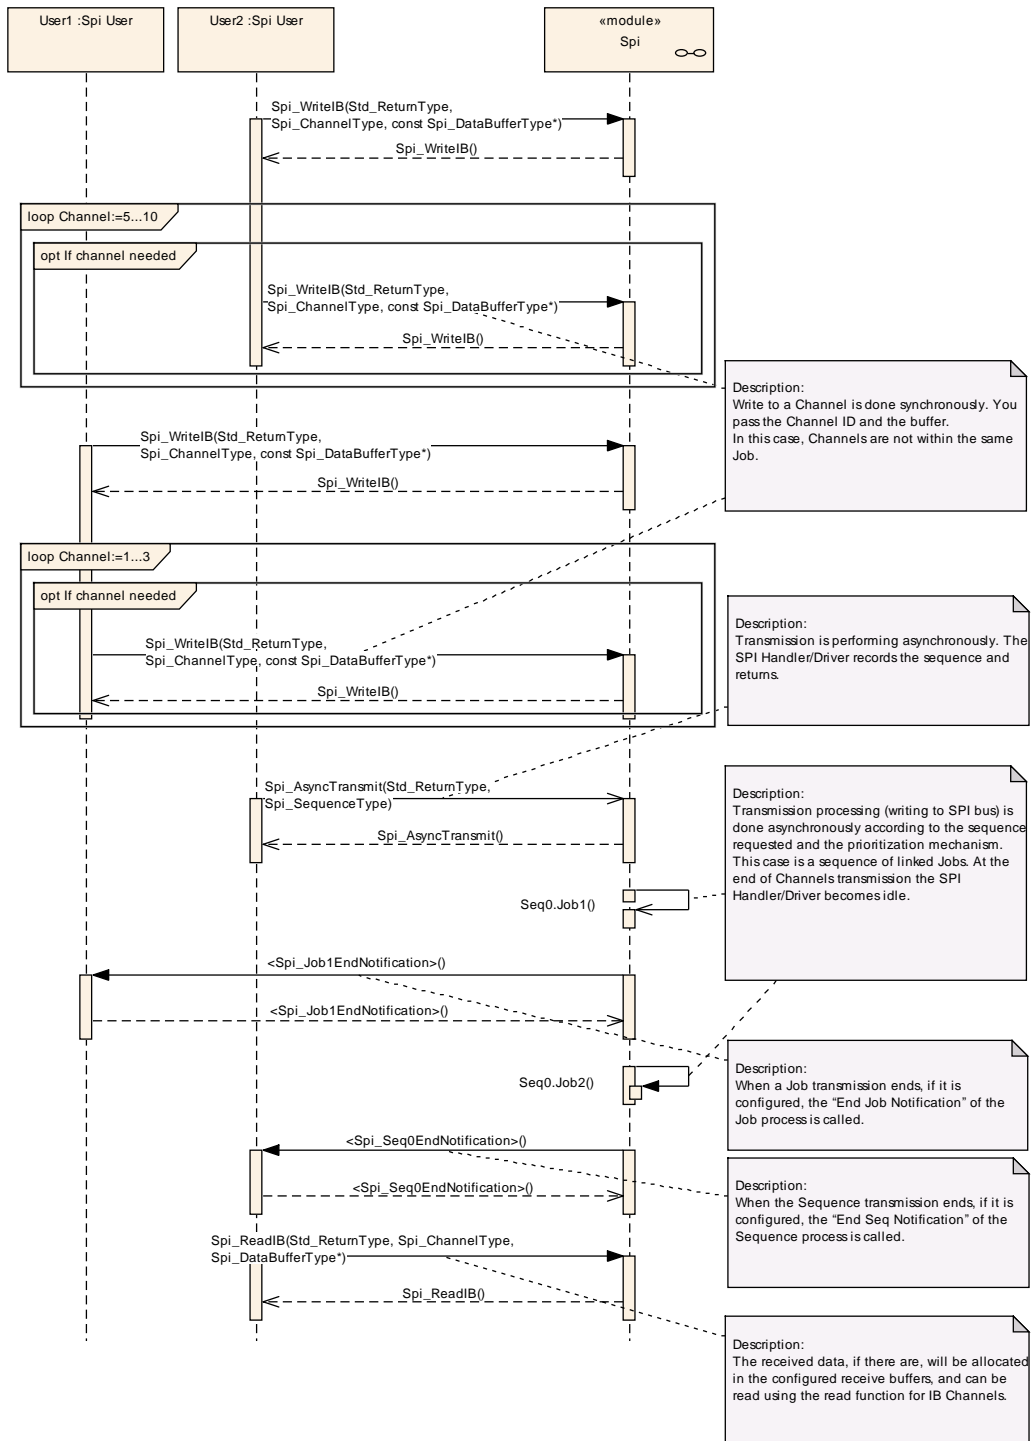 User1 :Spi User
User2 :Spi User
«module»
Spi
Spi_WriteIB(Std_ReturnType,
Spi_ChannelType, const Spi_DataBufferType*)
Spi_WriteIB()
loop Channel:=5...10
opt If channel needed
Spi_WriteIB(Std_ReturnType,
Spi_ChannelType, const Spi_DataBufferType*)
Spi_WriteIB()
Description:
Write to a Channel is done synchronously. You
pass the Channel ID and the buffer.
In this case, Channels are not within the same
Job.
Spi_WriteIB(Std_ReturnType,
Spi_ChannelType, const Spi_DataBufferType*)
Spi_WriteIB()
loop Channel:=1...3
opt If channel needed
Spi_WriteIB(Std_ReturnType,
Spi_ChannelType, const Spi_DataBufferType*)
Spi_WriteIB()
Description:
Transmission is performing asynchronously. The
SPI Handler/Driver records the sequence and
returns.
Spi_AsyncTransmit(Std_ReturnType,
Spi_SequenceType)
Spi_AsyncTransmit()
Description:
Transmission processing (writing to SPI bus) is
done asynchronously according to the sequence
requested and the prioritization mechanism.
This case is a sequence of linked Jobs. At the
end of Channels transmission the SPI
Handler/Driver becomes idle.
Seq0.Job1()
<Spi_Job1EndNotification>()
<Spi_Job1EndNotification>()
Seq0.Job2()
Description:
When a Job transmission ends, if it is
configured, the “End Job Notification” of the
Job process is called.
<Spi_Seq0EndNotification>()
<Spi_Seq0EndNotification>()
Description:
When the Sequence transmission ends, if it is
configured, the “End Seq Notification” of the
Sequence process is called.
Spi_ReadIB(Std_ReturnType, Spi_ChannelType,
Spi_DataBufferType*)
Spi_ReadIB()
Description:
The received data, if there are, will be allocated
in the configured receive buffers, and can be
read using the read function for IB Channels.